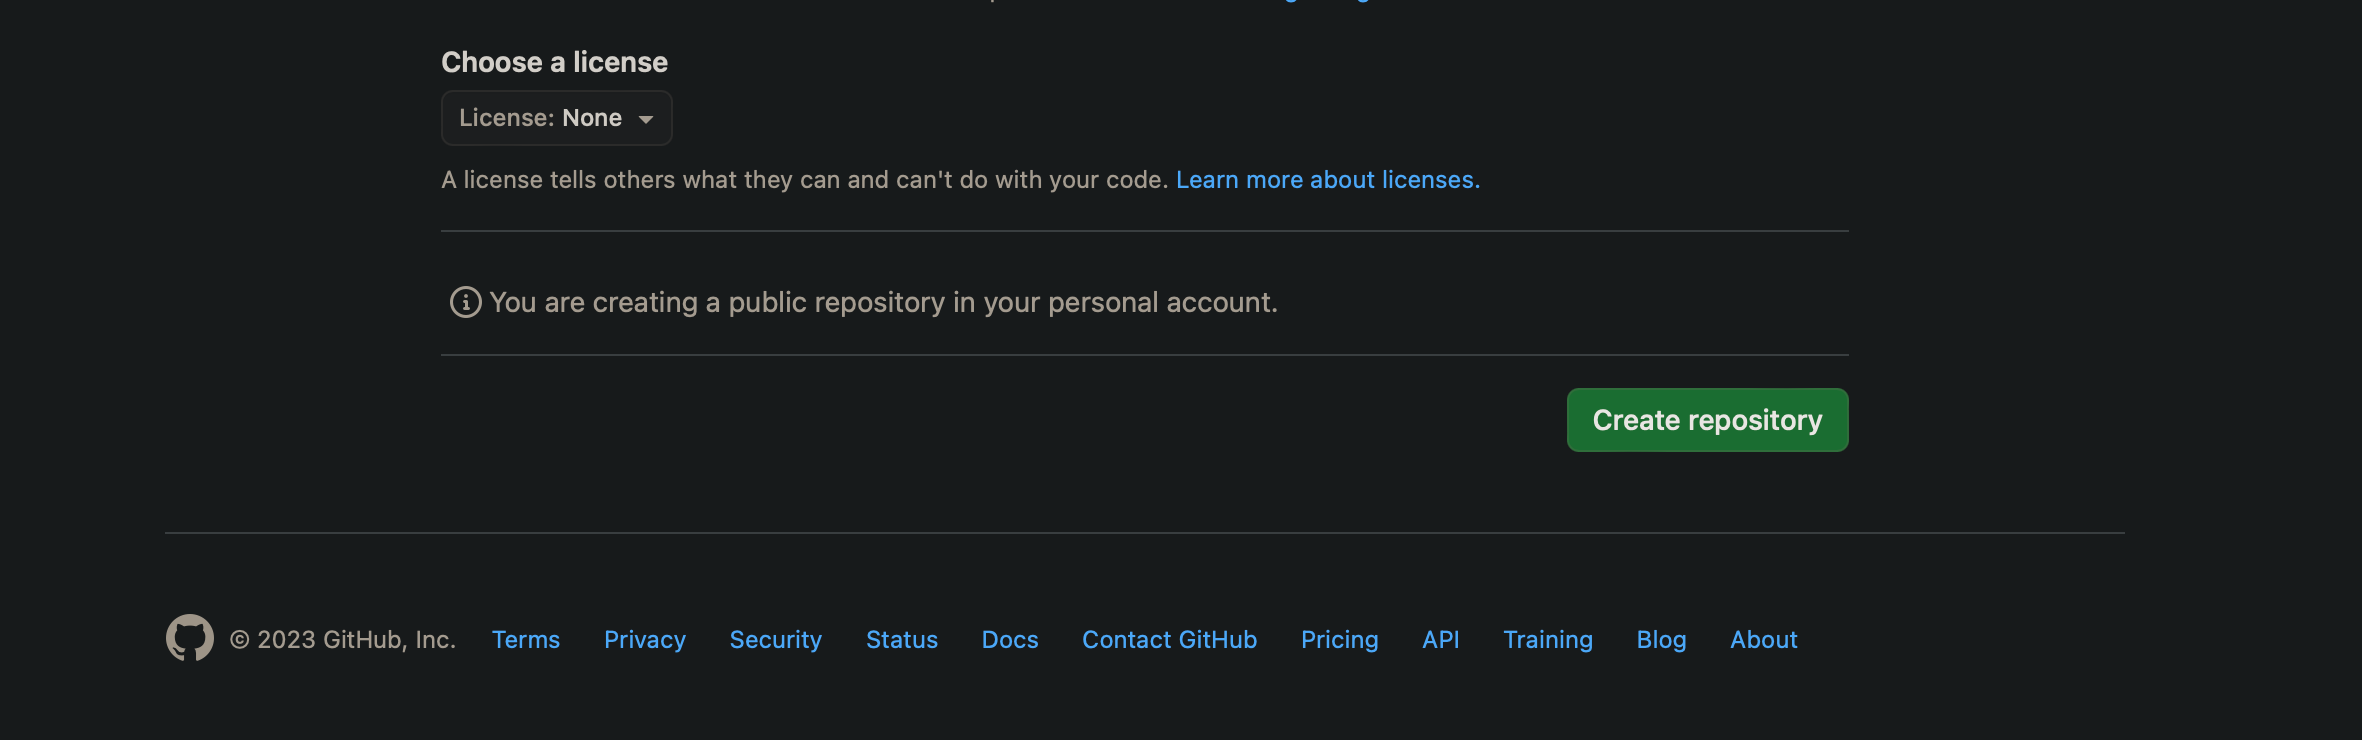 Choose a license
License: None
A license tells others what they can and can't do with your code. Learn more about licenses.
You are creating a public repository in your personal account.
Create repository
© 2023 GitHub, Inc. Terms Privacy Security Status Docs Contact GitHub Pricing API Training Blog About